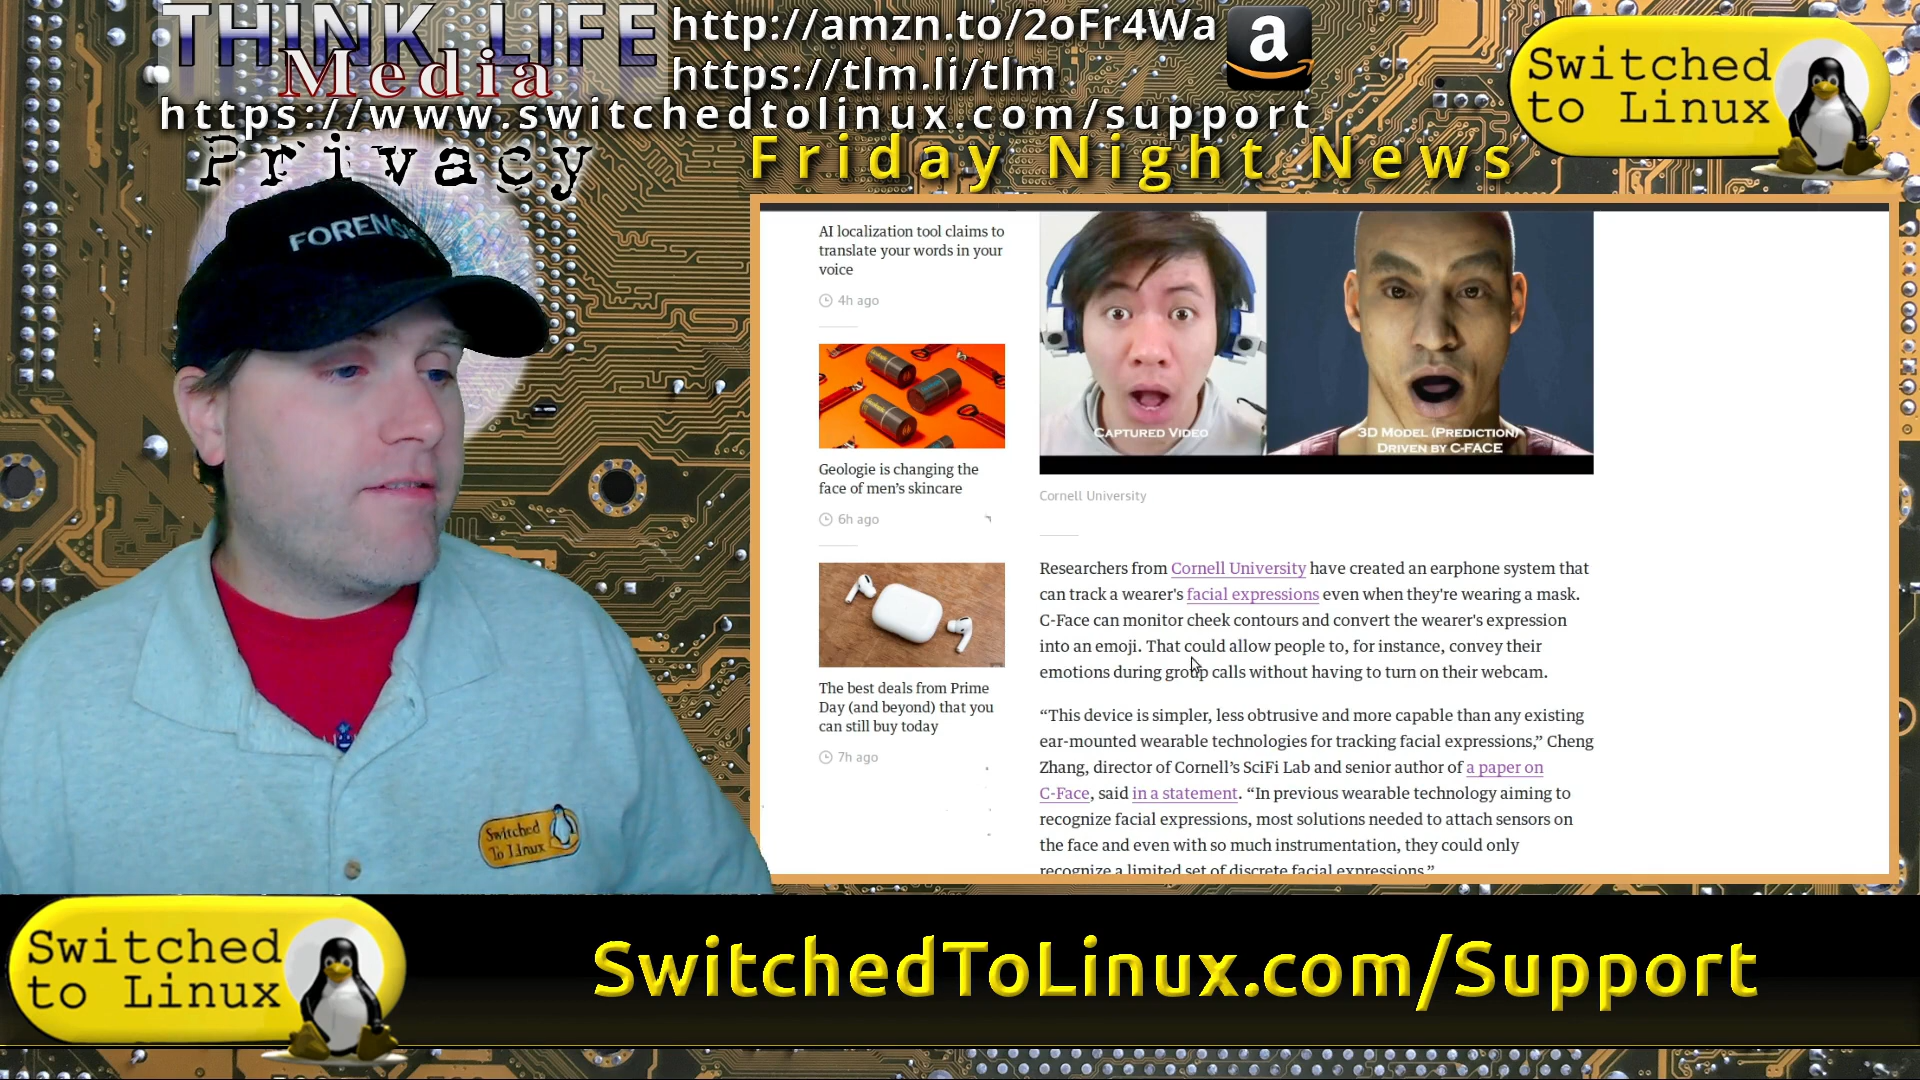 THINK LIFE
Media
http://amzn.to/2oFr4Wa
a
https://tlm.li/tlm
https://www.switchedtolinux.com/support
Switched
to Linux
Privacy
Friday Night News
FORENS
AI localization tool claims to
translate your words in your
voice
4h ago
Geologie is changing the
face of men's skincare
6h ago
The best deals from Prime
Day (and beyond) that you
can still buy today
7h ago
CAPTURED VIDEO
3D MODEL (PREDICTION)
DRIVEN BY C-FACE
Cornell University
Researchers from Cornell University have created an earphone system that
can track a wearer's facial expressions even when they're wearing a mask.
C-Face can monitor cheek contours and convert the wearer's expression
into an emoji. That could allow people to, for instance, convey their
emotions during group calls without having to turn on their webcam.
“This device is simpler, less obtrusive and more capable than any existing
ear-mounted wearable technologies for tracking facial expressions,” Cheng
Zhang, director of Cornell’s SciFi Lab and senior author of a paper on
C-Face, said in a statement. “In previous wearable technology aiming to
recognize facial expressions, most solutions needed to attach sensors on
the face and even with so much instrumentation, they could only
recognize a limited set of discrete facial expressions.”
Switched
To Linux
Switched
to Linux
SwitchedToLinux.com/Support